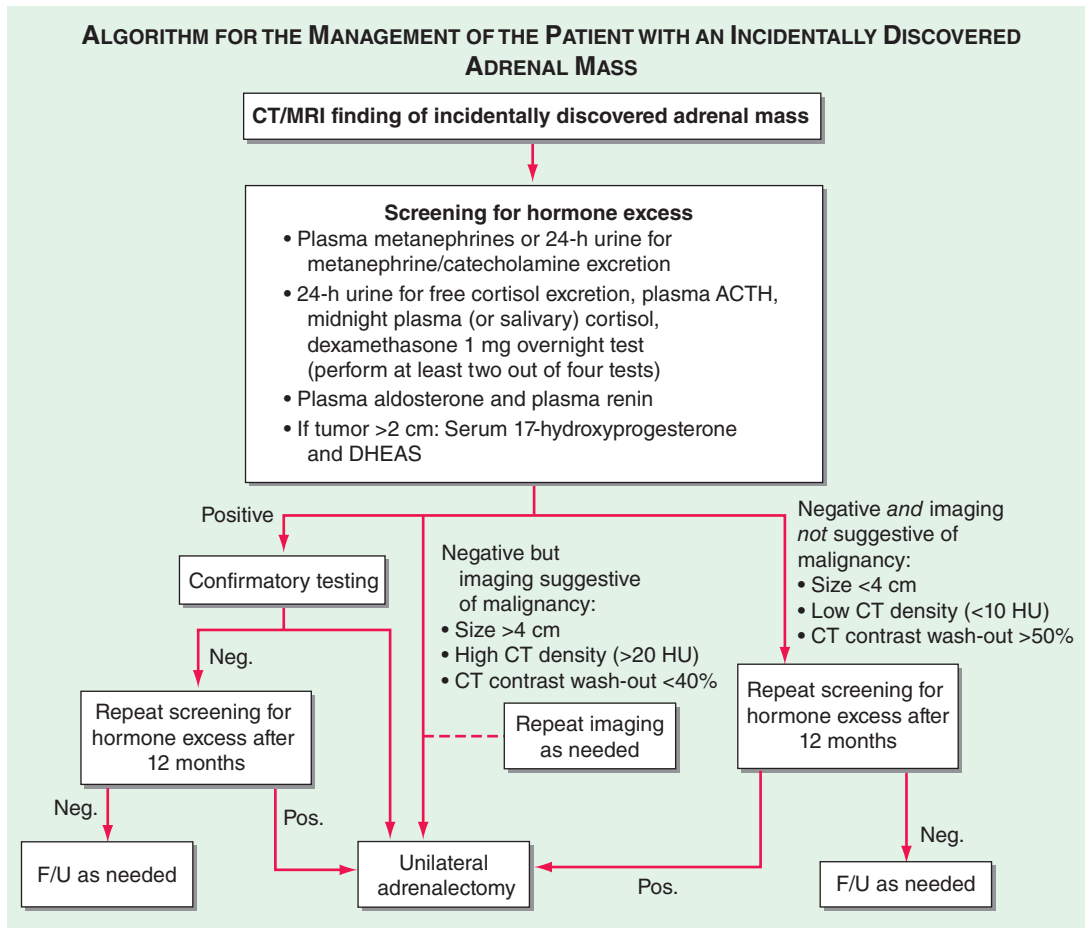 ALGORITHM FOR THE MANAGEMENT OF THE PATIENT WITH AN INCIDENTALLY DISCOVERED
ADRENAL MASS
CT/MRI finding of incidentally discovered adrenal mass
Screening for hormone excess
• Plasma metanephrines or 24-h urine for
metanephrine/catecholamine excretion
• 24-h urine for free cortisol excretion, plasma ACTH,
midnight plasma (or salivary) cortisol,
dexamethasone 1 mg overnight test
(perform at least two out of four tests)
• Plasma aldosterone and plasma renin
• If tumor >2 cm: Serum 17-hydroxyprogesterone
and DHEAS
Positive
Confirmatory testing
Neg.
Repeat screening for
hormone excess after
12 months
Neg.
Pos.
F/U as needed
Negative but
imaging suggestive
of malignancy:
• Size >4 cm
• High CT density (>20 HU)
• CT contrast wash-out <40%
Repeat imaging
as needed
Unilateral
adrenalectomy
Negative and imaging
not suggestive of
malignancy:
• Size <4 cm
• Low CT density (<10 HU)
• CT contrast wash-out >50%
Repeat screening for
hormone excess after
12 months
Pos.
Neg.
F/U as needed